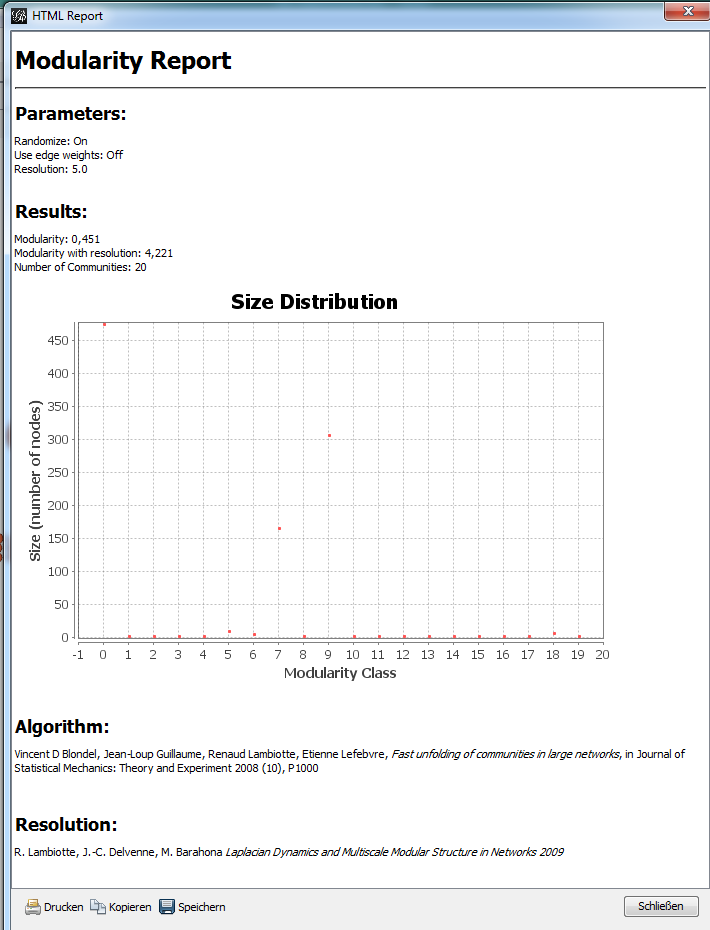 HTML Report
Modularity Report
Parameters:
Randomize: On
Use edge weights: Off
Resolution: 5.0
Results:
Modularity: 0,451
Modularity with resolution: 4,221
Number of Communities: 20
Size Distribution
Size (number of nodes)
450
400
350
300
250
200
150
100
50
0
-1 0 1 2 3 4 5 6 7 8 9 10 11 12 13 14 15 16 17 18 19 20
Modularity Class
Algorithm:
Vincent D Blondel, Jean-Loup Guillaume, Renaud Lambiotte, Etienne Lefebvre, Fast unfolding of communities in large networks, in Journal of
Statistical Mechanics: Theory and Experiment 2008 (10), P1000
Resolution:
R. Lambiotte, J.-C. Delvenne, M. Barahona Laplacian Dynamics and Multiscale Modular Structure in Networks 2009
Drucken Kopieren Speichern Schließen